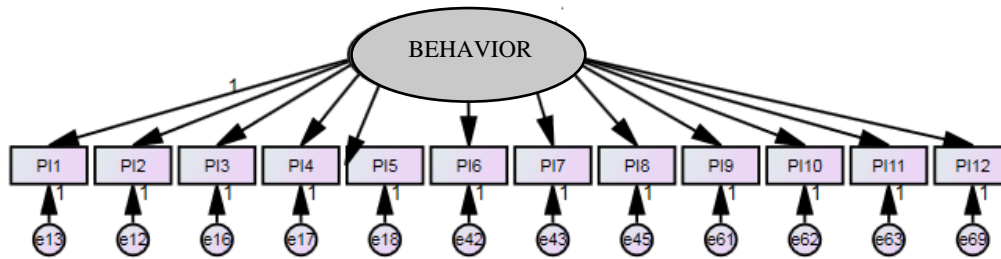 BEHAVIOR
1
PI1 PI2 PI3 PI4 PI5 PI6 PI7 PI8 PI9 PI10 PI11 PI12
1 1 1 1 1 1 1 1 1 1 1 1
e13 e12 e16 e17 e18 e42 e43 e45 e61 e62 e63 e69